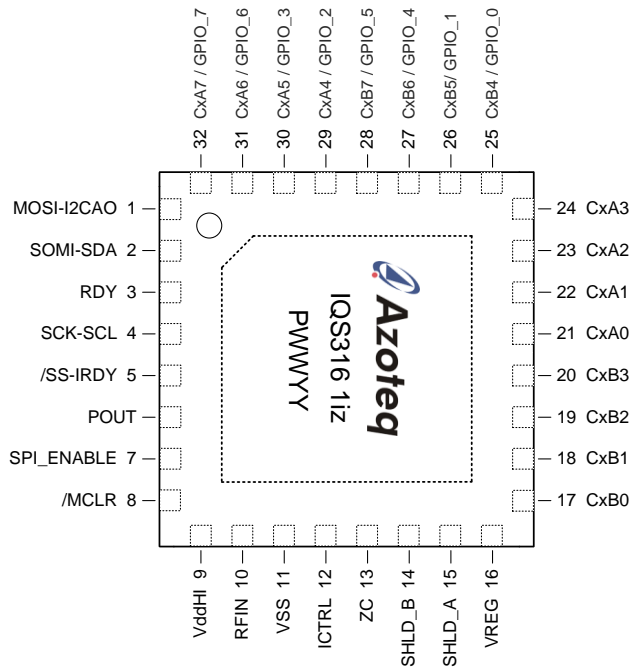 32 CxA7 / GPIO_7
31 CxA6 / GPIO_6
30 CxA5 / GPIO_3
29 CxA4 / GPIO_2
28 CxB7 / GPIO_5
27 CxB6 / GPIO_4
26 CxB5/ GPIO_1
25 CxB4 / GPIO_0
MOSI-I2CAO 1
SOMI-SDA 2
RDY 3
SCK-SCL 4
/SS-IRDY 5
POUT
SPI_ENABLE 7
/MCLR 8
24 CxA3
23 CxA2
22 CxA1
21 CxA0
20 CxB3
19 CxB2
18 CxB1
17 CxB0
Azoteq
IQS316 1iz
PWWYY
VddHI 9
RFIN 10
VSS 11
ICTRL 12
ZC 13
SHLD_B 14
SHLD_A 15
VREG 16